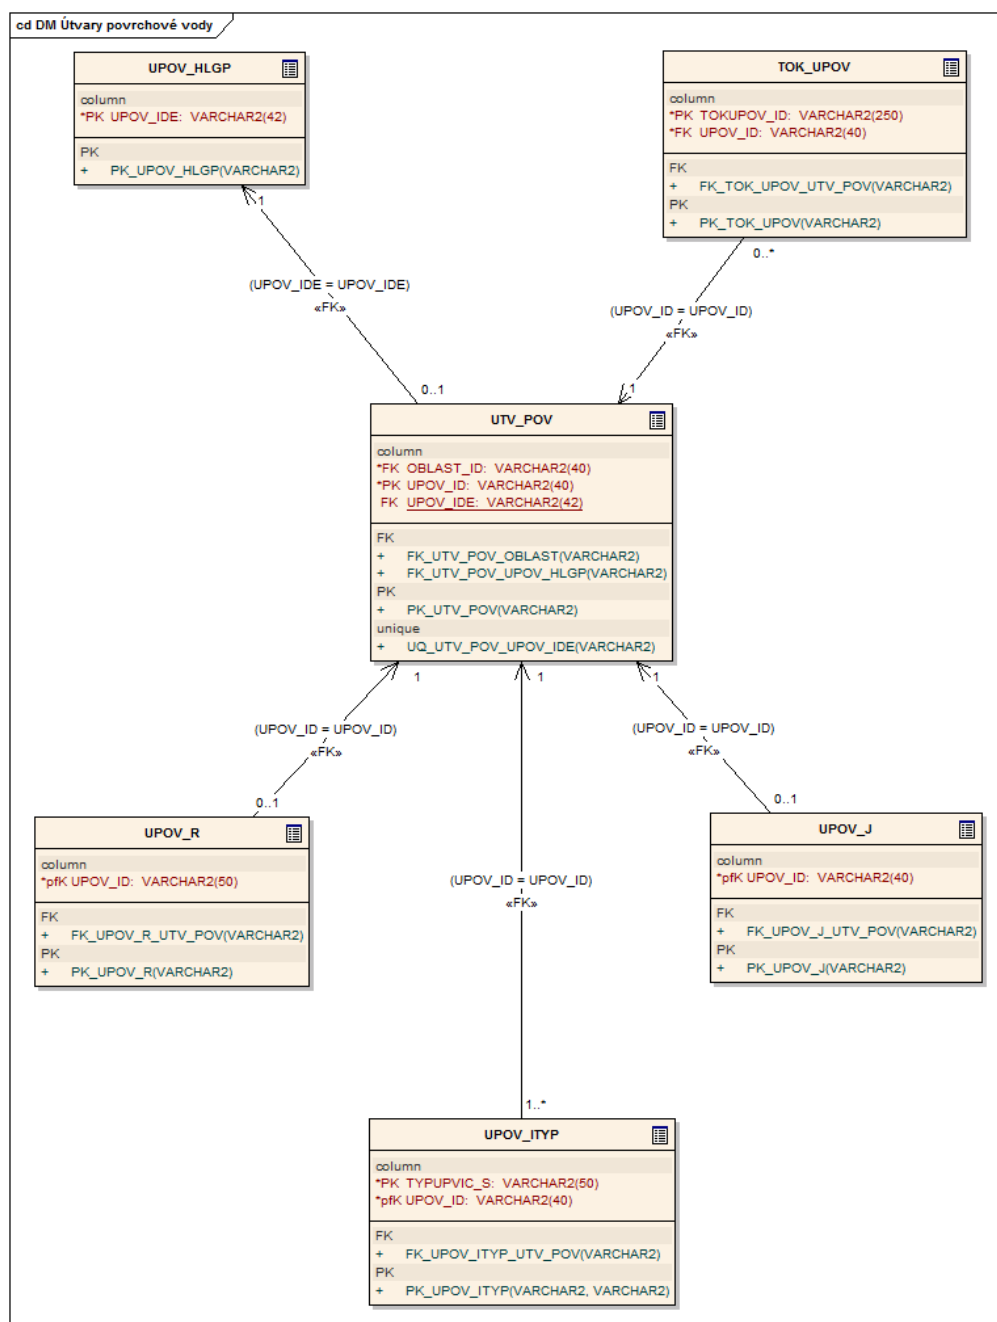 cd DM Útvary povrchové vody
UPOV_HLGP
column
*PK UPOV_IDE: VARCHAR2(42)
PK
+ PK_UPOV_HLGP(VARCHAR2)
TOK_UPOV
column
*PK TOKUPOV_ID: VARCHAR2(250)
*FK UPOV_ID: VARCHAR2(40)
FK
+ FK_TOK_UPOV_UTV_POV(VARCHAR2)
PK
+ PK_TOK_UPOV(VARCHAR2)
1
(UPOV_IDE = UPOV_IDE)
«FK»
0..1
0..*
(UPOV_ID = UPOV_ID)
«FK»
1
UTV_POV
column
*FK OBLAST_ID: VARCHAR2(40)
*PK UPOV_ID: VARCHAR2(40)
FK UPOV_IDE: VARCHAR2(42)
FK
+ FK_UTV_POV_OBLAST(VARCHAR2)
+ FK_UTV_POV_UPOV_HLGP(VARCHAR2)
PK
+ PK_UTV_POV(VARCHAR2)
unique
+ UQ_UTV_POV_UPOV_IDE(VARCHAR2)
1
(UPOV_ID = UPOV_ID)
«FK»
0..1
1
(UPOV_ID = UPOV_ID)
«FK»
1..*
1
(UPOV_ID = UPOV_ID)
«FK»
0..1
UPOV_R
column
*pfK UPOV_ID: VARCHAR2(50)
FK
+ FK_UPOV_R_UTV_POV(VARCHAR2)
PK
+ PK_UPOV_R(VARCHAR2)
UPOV_J
column
*pfK UPOV_ID: VARCHAR2(40)
FK
+ FK_UPOV_J_UTV_POV(VARCHAR2)
PK
+ PK_UPOV_J(VARCHAR2)
UPOV_ITYP
column
*PK TYPUPVIC_S: VARCHAR2(50)
*pfK UPOV_ID: VARCHAR2(40)
FK
+ FK_UPOV_ITYP_UTV_POV(VARCHAR2)
PK
+ PK_UPOV_ITYP(VARCHAR2, VARCHAR2)